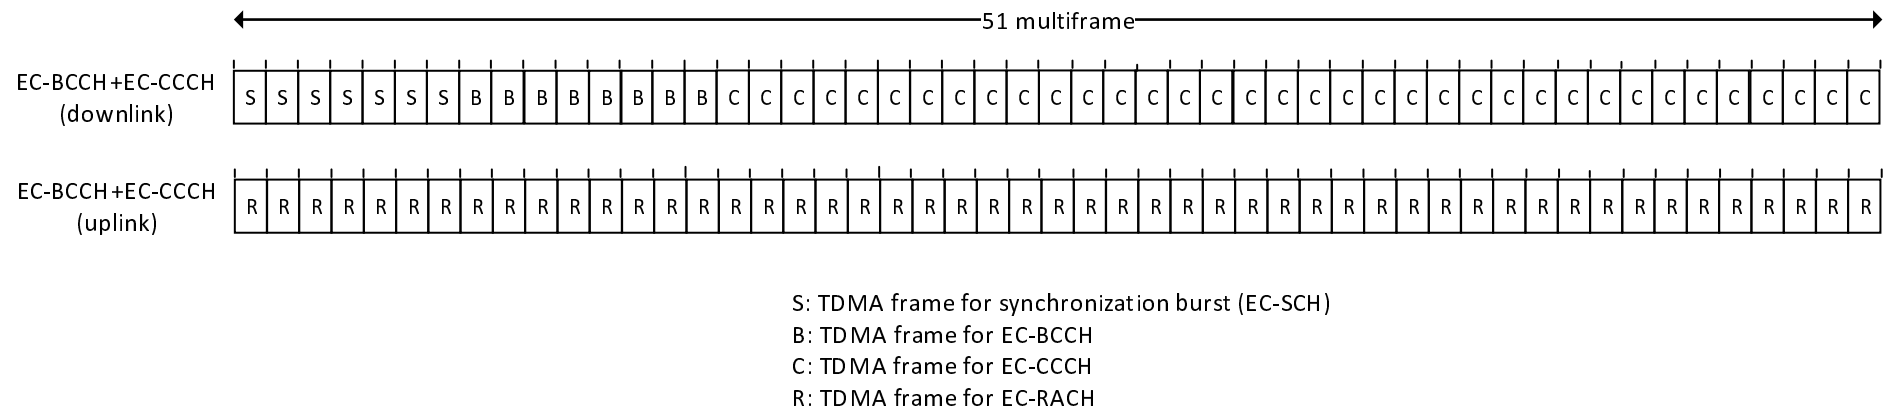 51 multiframe
EC-BCCH+EC-CCCH
(downlink)
S S S S S S S B B B B B B B B C C C C C C C C C C C C C C C C C C C C C C C C C C C C C C C C C C C C
EC-BCCH+EC-CCCH
(uplink)
R R R R R R R R R R R R R R R R R R R R R R R R R R R R R R R R R R R R R R R R R R R R R R R R R R R
S: TDMA frame for synchronization burst (EC-SCH)
B: TDMA frame for EC-BCCH
C: TDMA frame for EC-CCCH
R: TDMA frame for EC-RACH